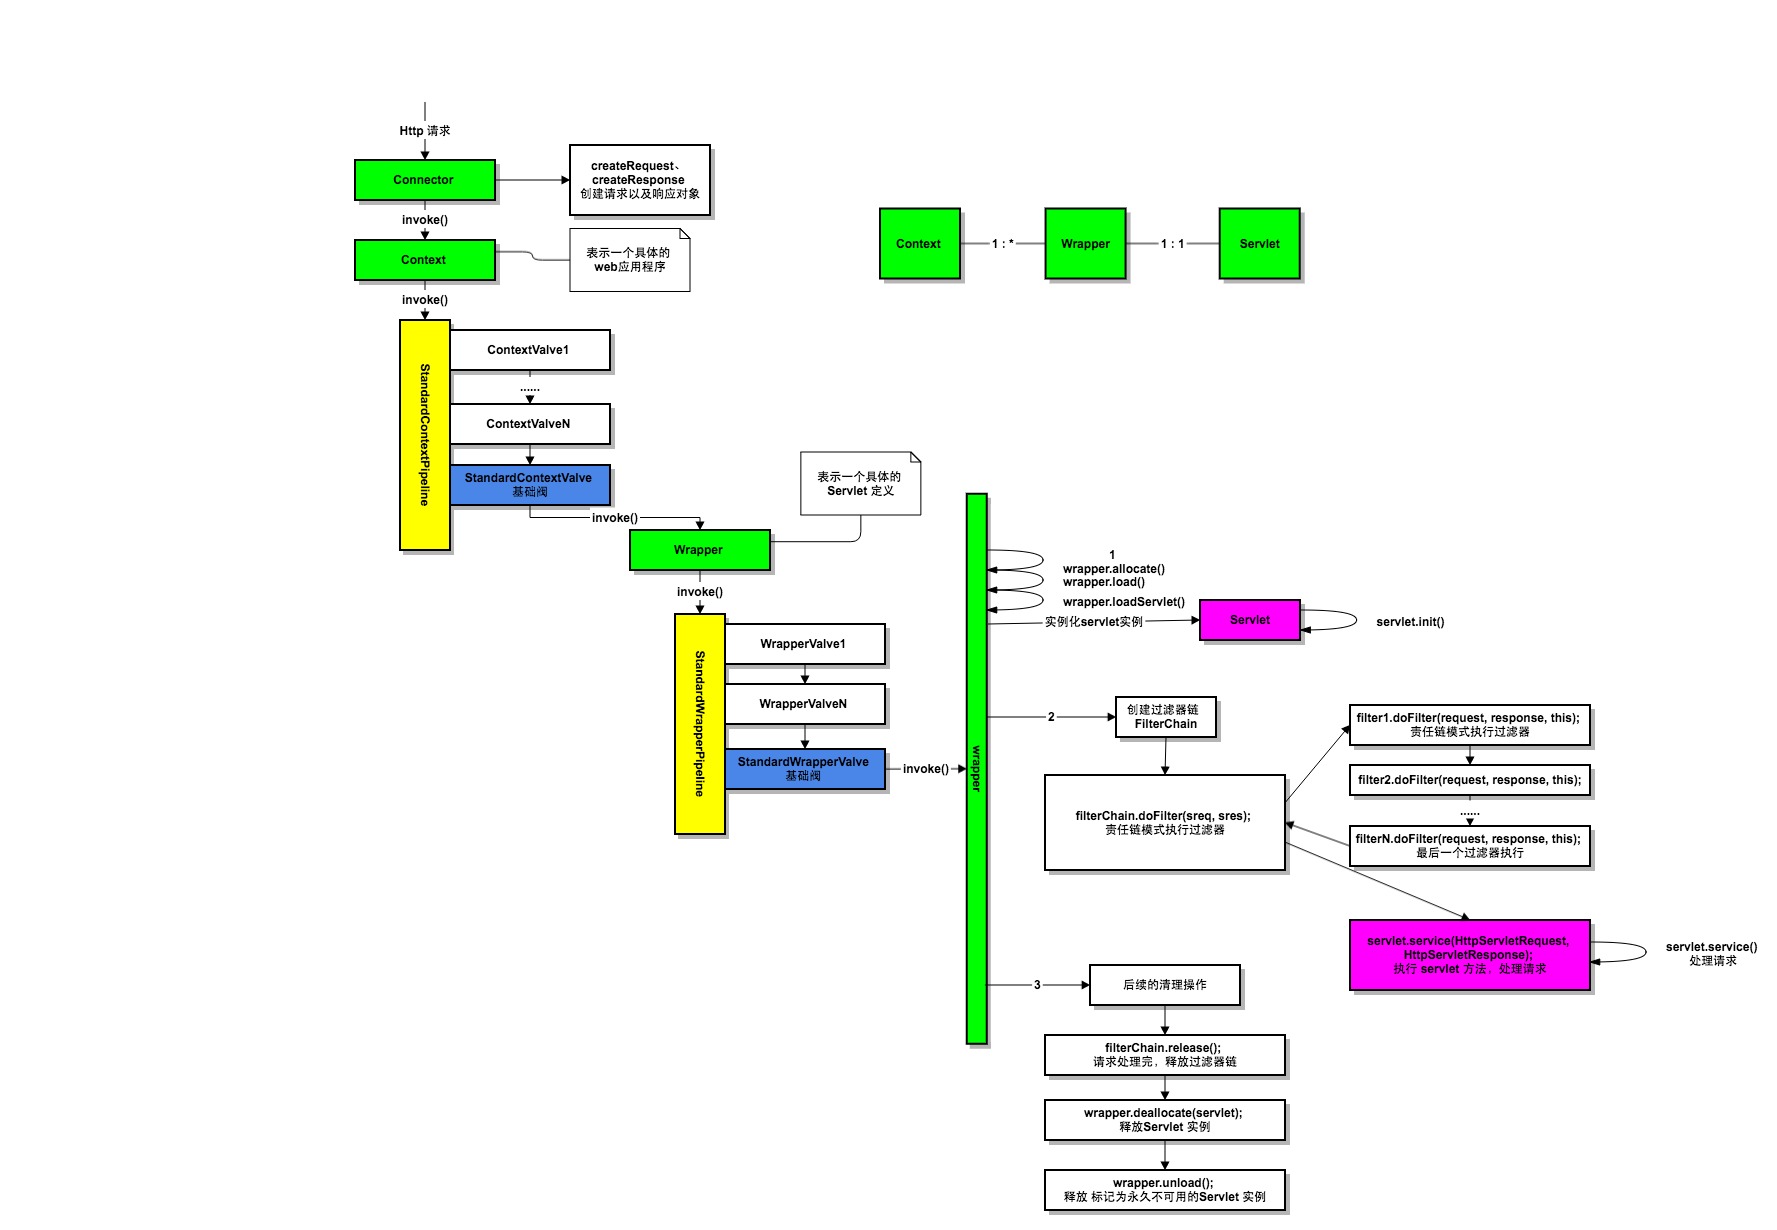 Http 请求
Connector
createRequest、
createResponse
创建请求以及响应对象
invoke()
Context
表示一个具体的
web应用程序
invoke()
Context
1 : *
Wrapper
1 : 1
Servlet
StandardContextPipeline
ContextValve1
......
ContextValveN
StandardContextValve
基础阀
invoke()
表示一个具体的
Servlet 定义
Wrapper
invoke()
StandardWrapperPipeline
WrapperValve1
WrapperValveN
StandardWrapperValve
基础阀
invoke()
wrapper
1
wrapper.allocate()
wrapper.load()
wrapper.loadServlet()
实例化servlet实例
Servlet
servlet.init()
2
创建过滤器链
FilterChain
filterChain.doFilter(sreq, sres);
责任链模式执行过滤器
filter1.doFilter(request, response, this);
责任链模式执行过滤器
filter2.doFilter(request, response, this);
......
filterN.doFilter(request, response, this);
最后一个过滤器执行
servlet.service(HttpServletRequest,
HttpServletResponse);
执行 servlet 方法，处理请求
servlet.service()
处理请求
3
后续的清理操作
filterChain.release();
请求处理完，释放过滤器链
wrapper.deallocate(servlet);
释放Servlet 实例
wrapper.unload();
释放 标记为永久不可用的Servlet 实例